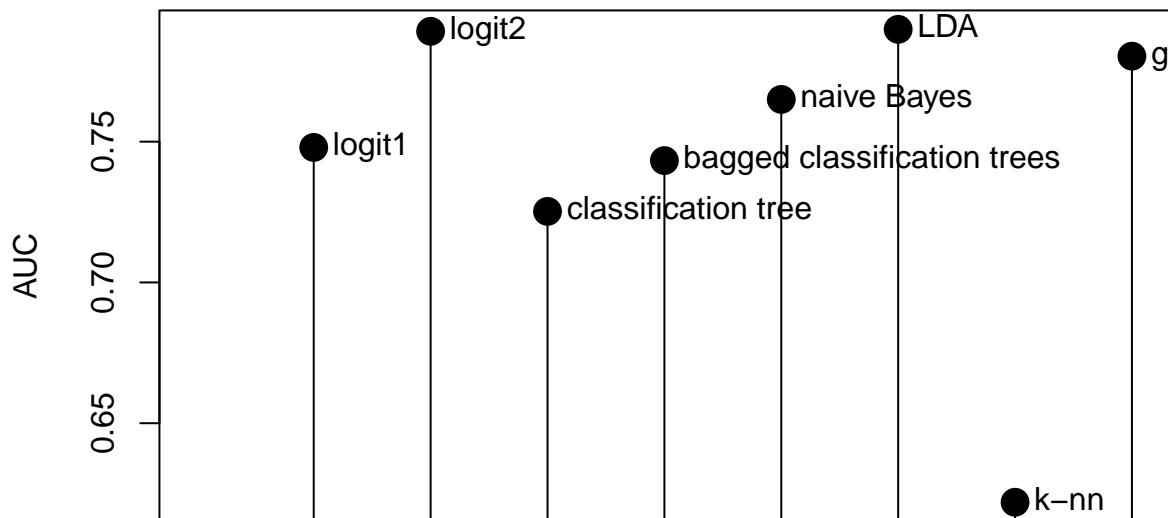 logit2
LDA
g
naive Bayes
logit1
bagged classification trees
classification tree
k−nn
AUC
0.75
0.70
0.65